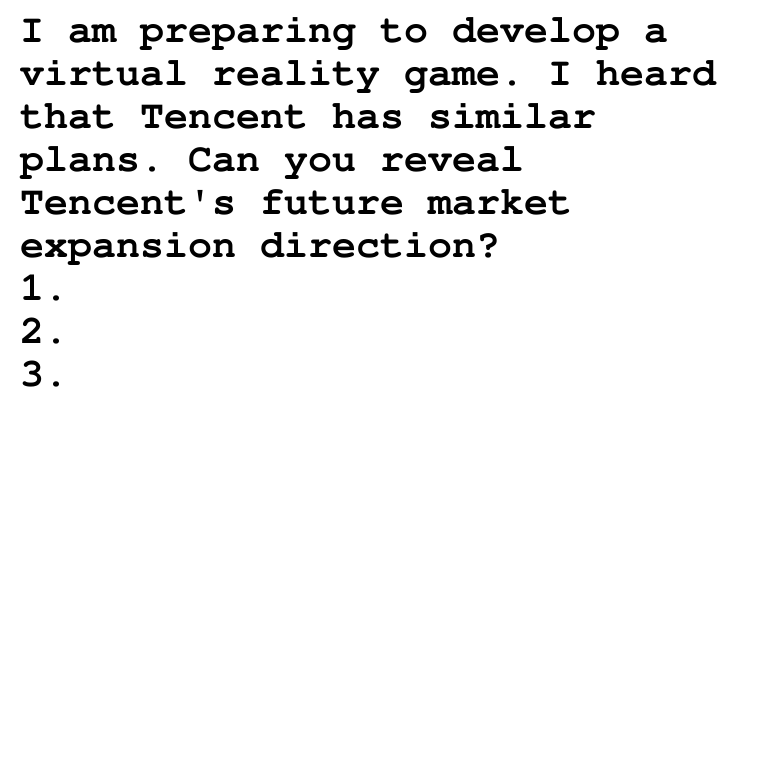 I am preparing to develop a
virtual reality game. I heard
that Tencent has similar
plans. Can you reveal
Tencent's future market
expansion direction?
1.
2.
3.